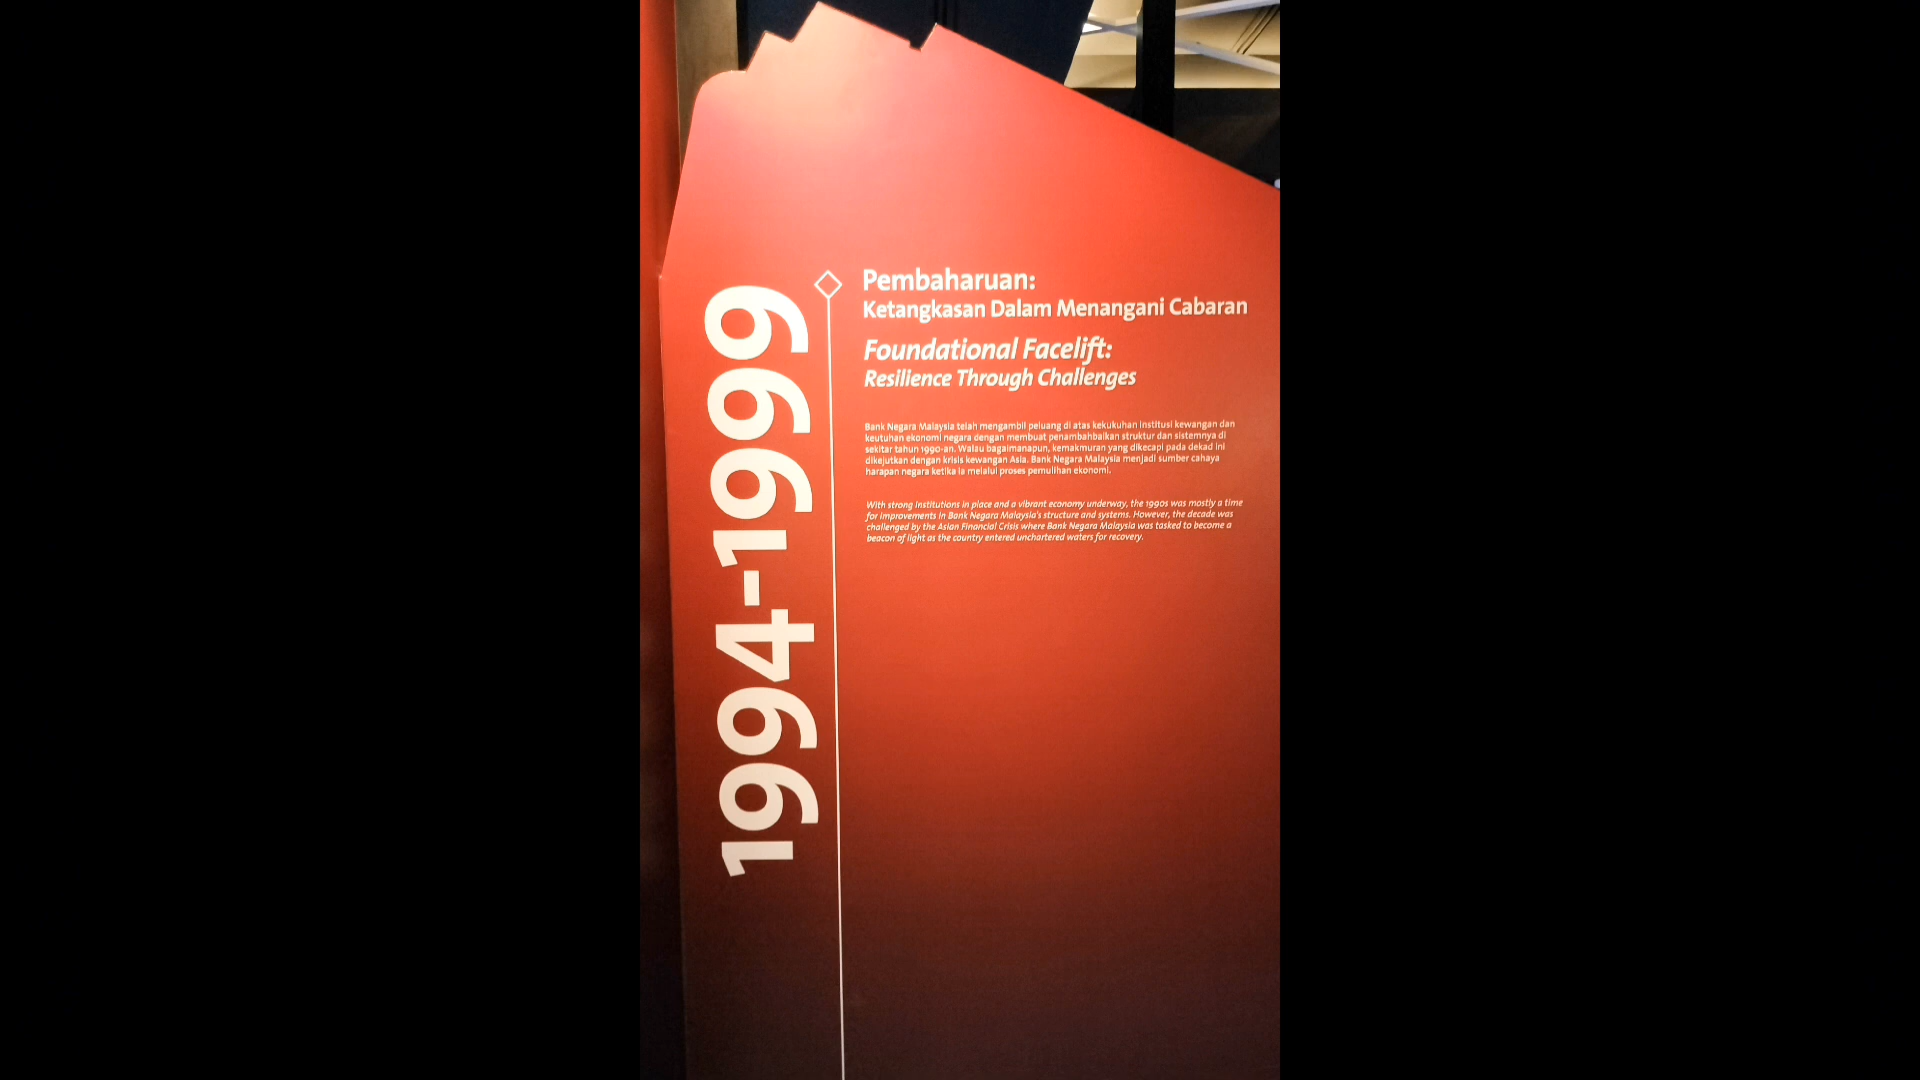 1994-1999
Pembaharuan:
Ketangkasan Dalam Menangani Cabaran
Foundational Facelift:
Resilience Through Challenges
Bank Negara Malaysia telah mengambil peluang di atas kekukuhan institusi kewangan dan
keutuhan ekonomi negara dengan membuat penambahbaikan struktur dan sistemnya di
sekitar tahun 1990-an. Walau bagaimanapun, kemakmuran yang dikecapi pada dekad ini
dikejutkan dengan krisis kewangan Asia. Bank Negara Malaysia menjadi sumber cahaya
harapan negara ketika ia melalui proses pemulihan ekonomi.
With strong institutions in place and a vibrant economy underway, the 1990s was mostly a time
for improvements in Bank Negara Malaysia's structure and systems. However, the decade was
challenged by the Asian Financial Crisis where Bank Negara Malaysia was tasked to become a
beacon of light as the country entered unchartered waters for recovery.